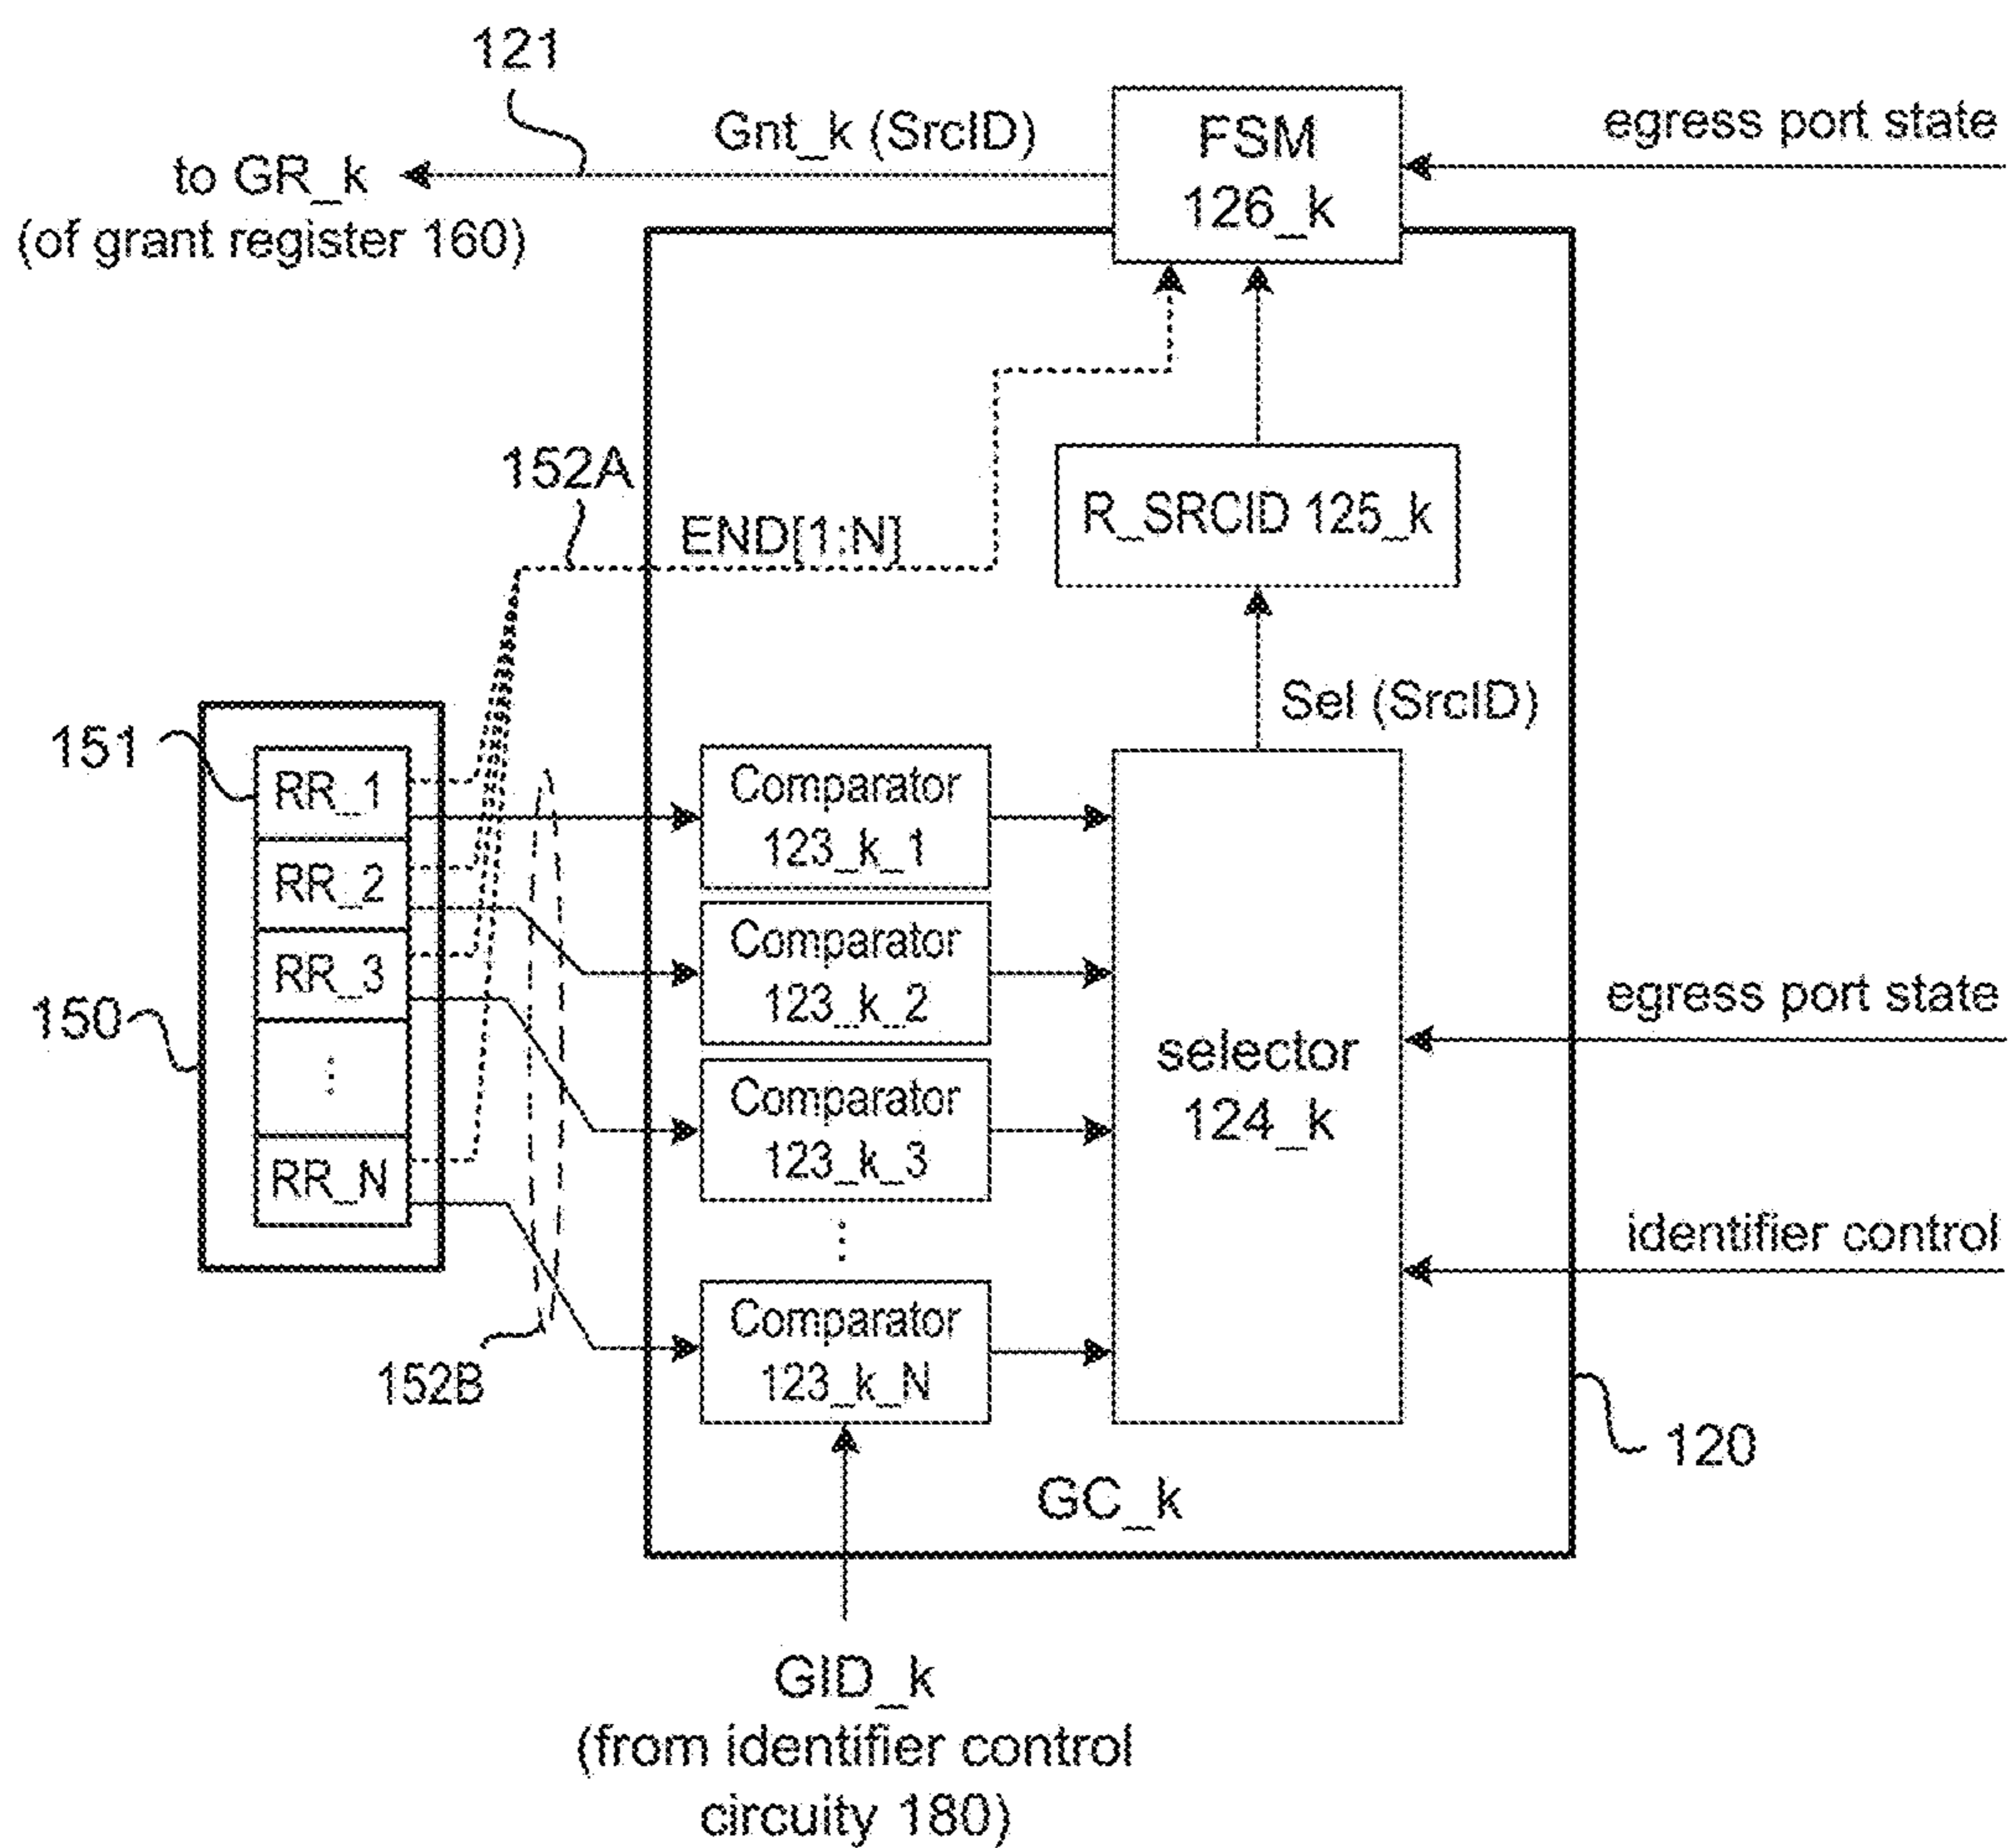 121
Gnt_k (SrcID)
to GR_k
(of grant register 160)
FSM
126_k
egress port state
152A
END[1:N]
R_SRCID 125_k
Sel (SrcID)
151
RR_1
RR_2
RR_3
⋮
RR_N
150
152B
Comparator
123_k_1
Comparator
123_k_2
Comparator
123_k_3
⋮
Comparator
123_k_N
selector
124_k
egress port state
identifier control
120
GC_k
GID_k
(from identifier control
circuity 180)